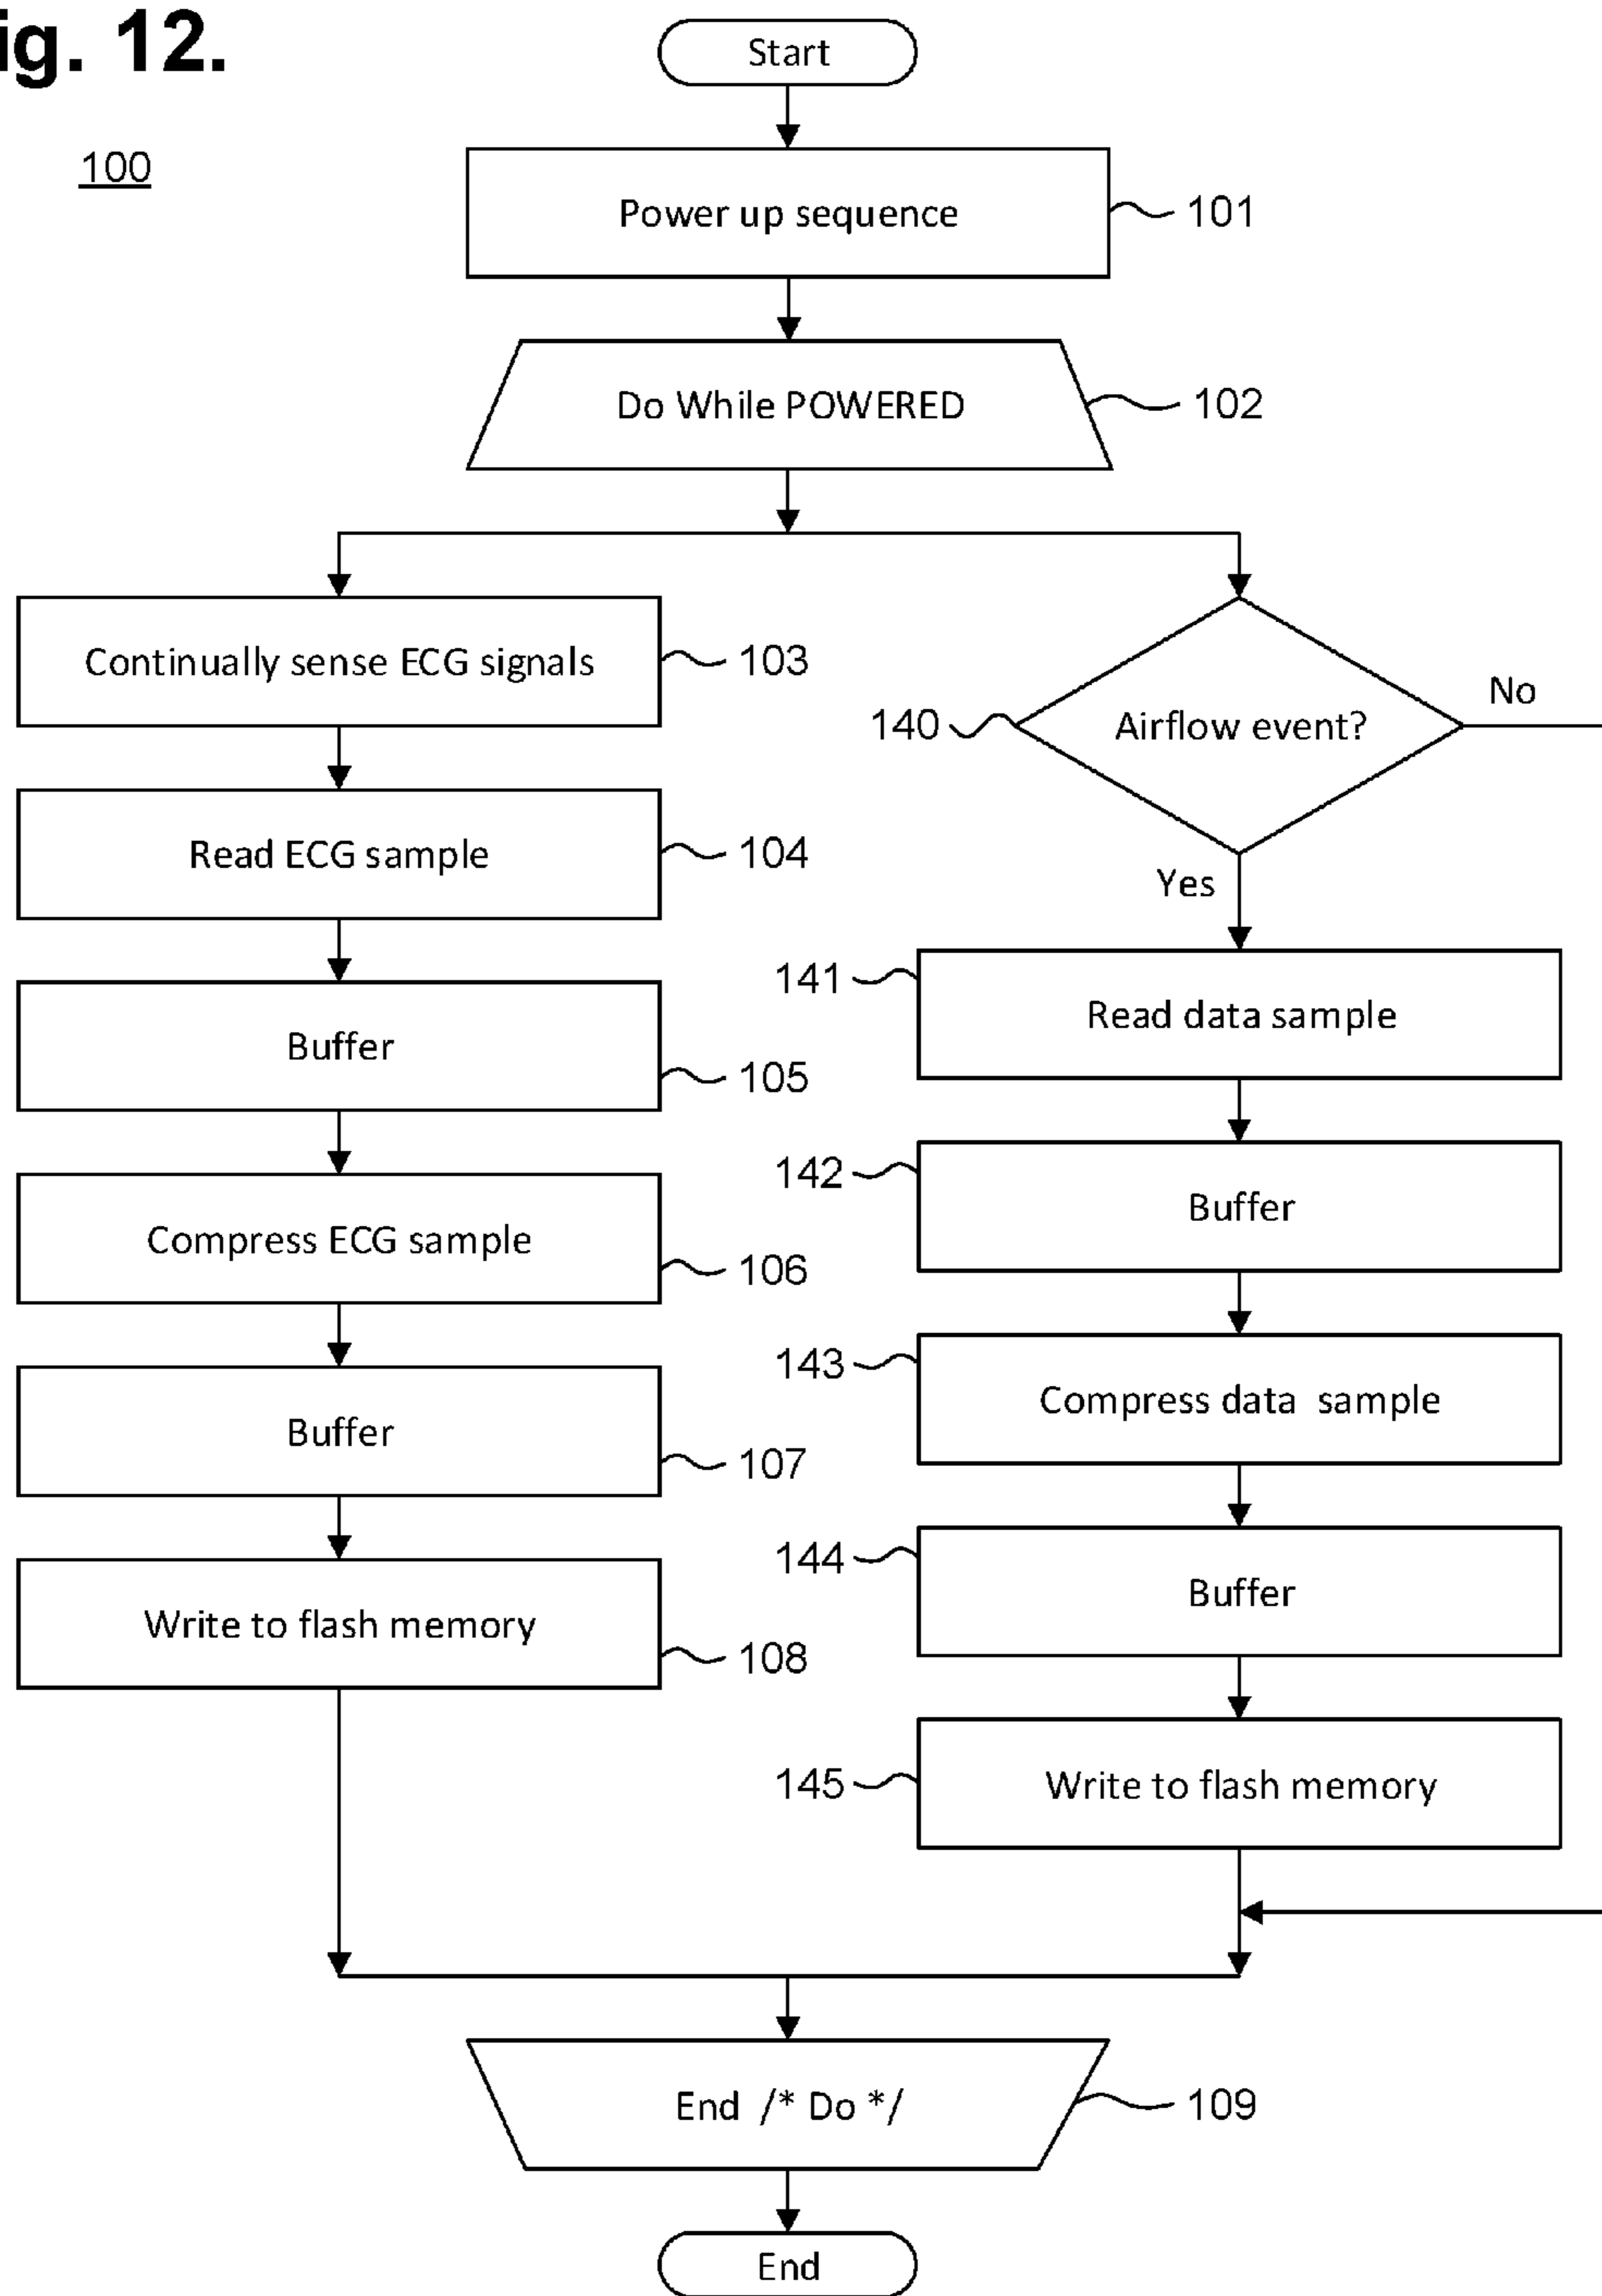 ig. 12.
100
Start
Power up sequence
101
Do While POWERED
102
Continually sense ECG signals
103
Read ECG sample
104
Buffer
105
Compress ECG sample
106
Buffer
107
Write to flash memory
108
140
Airflow event?
No
Yes
141
Read data sample
142
Buffer
143
Compress data sample
144
Buffer
145
Write to flash memory
End /* Do */
109
End